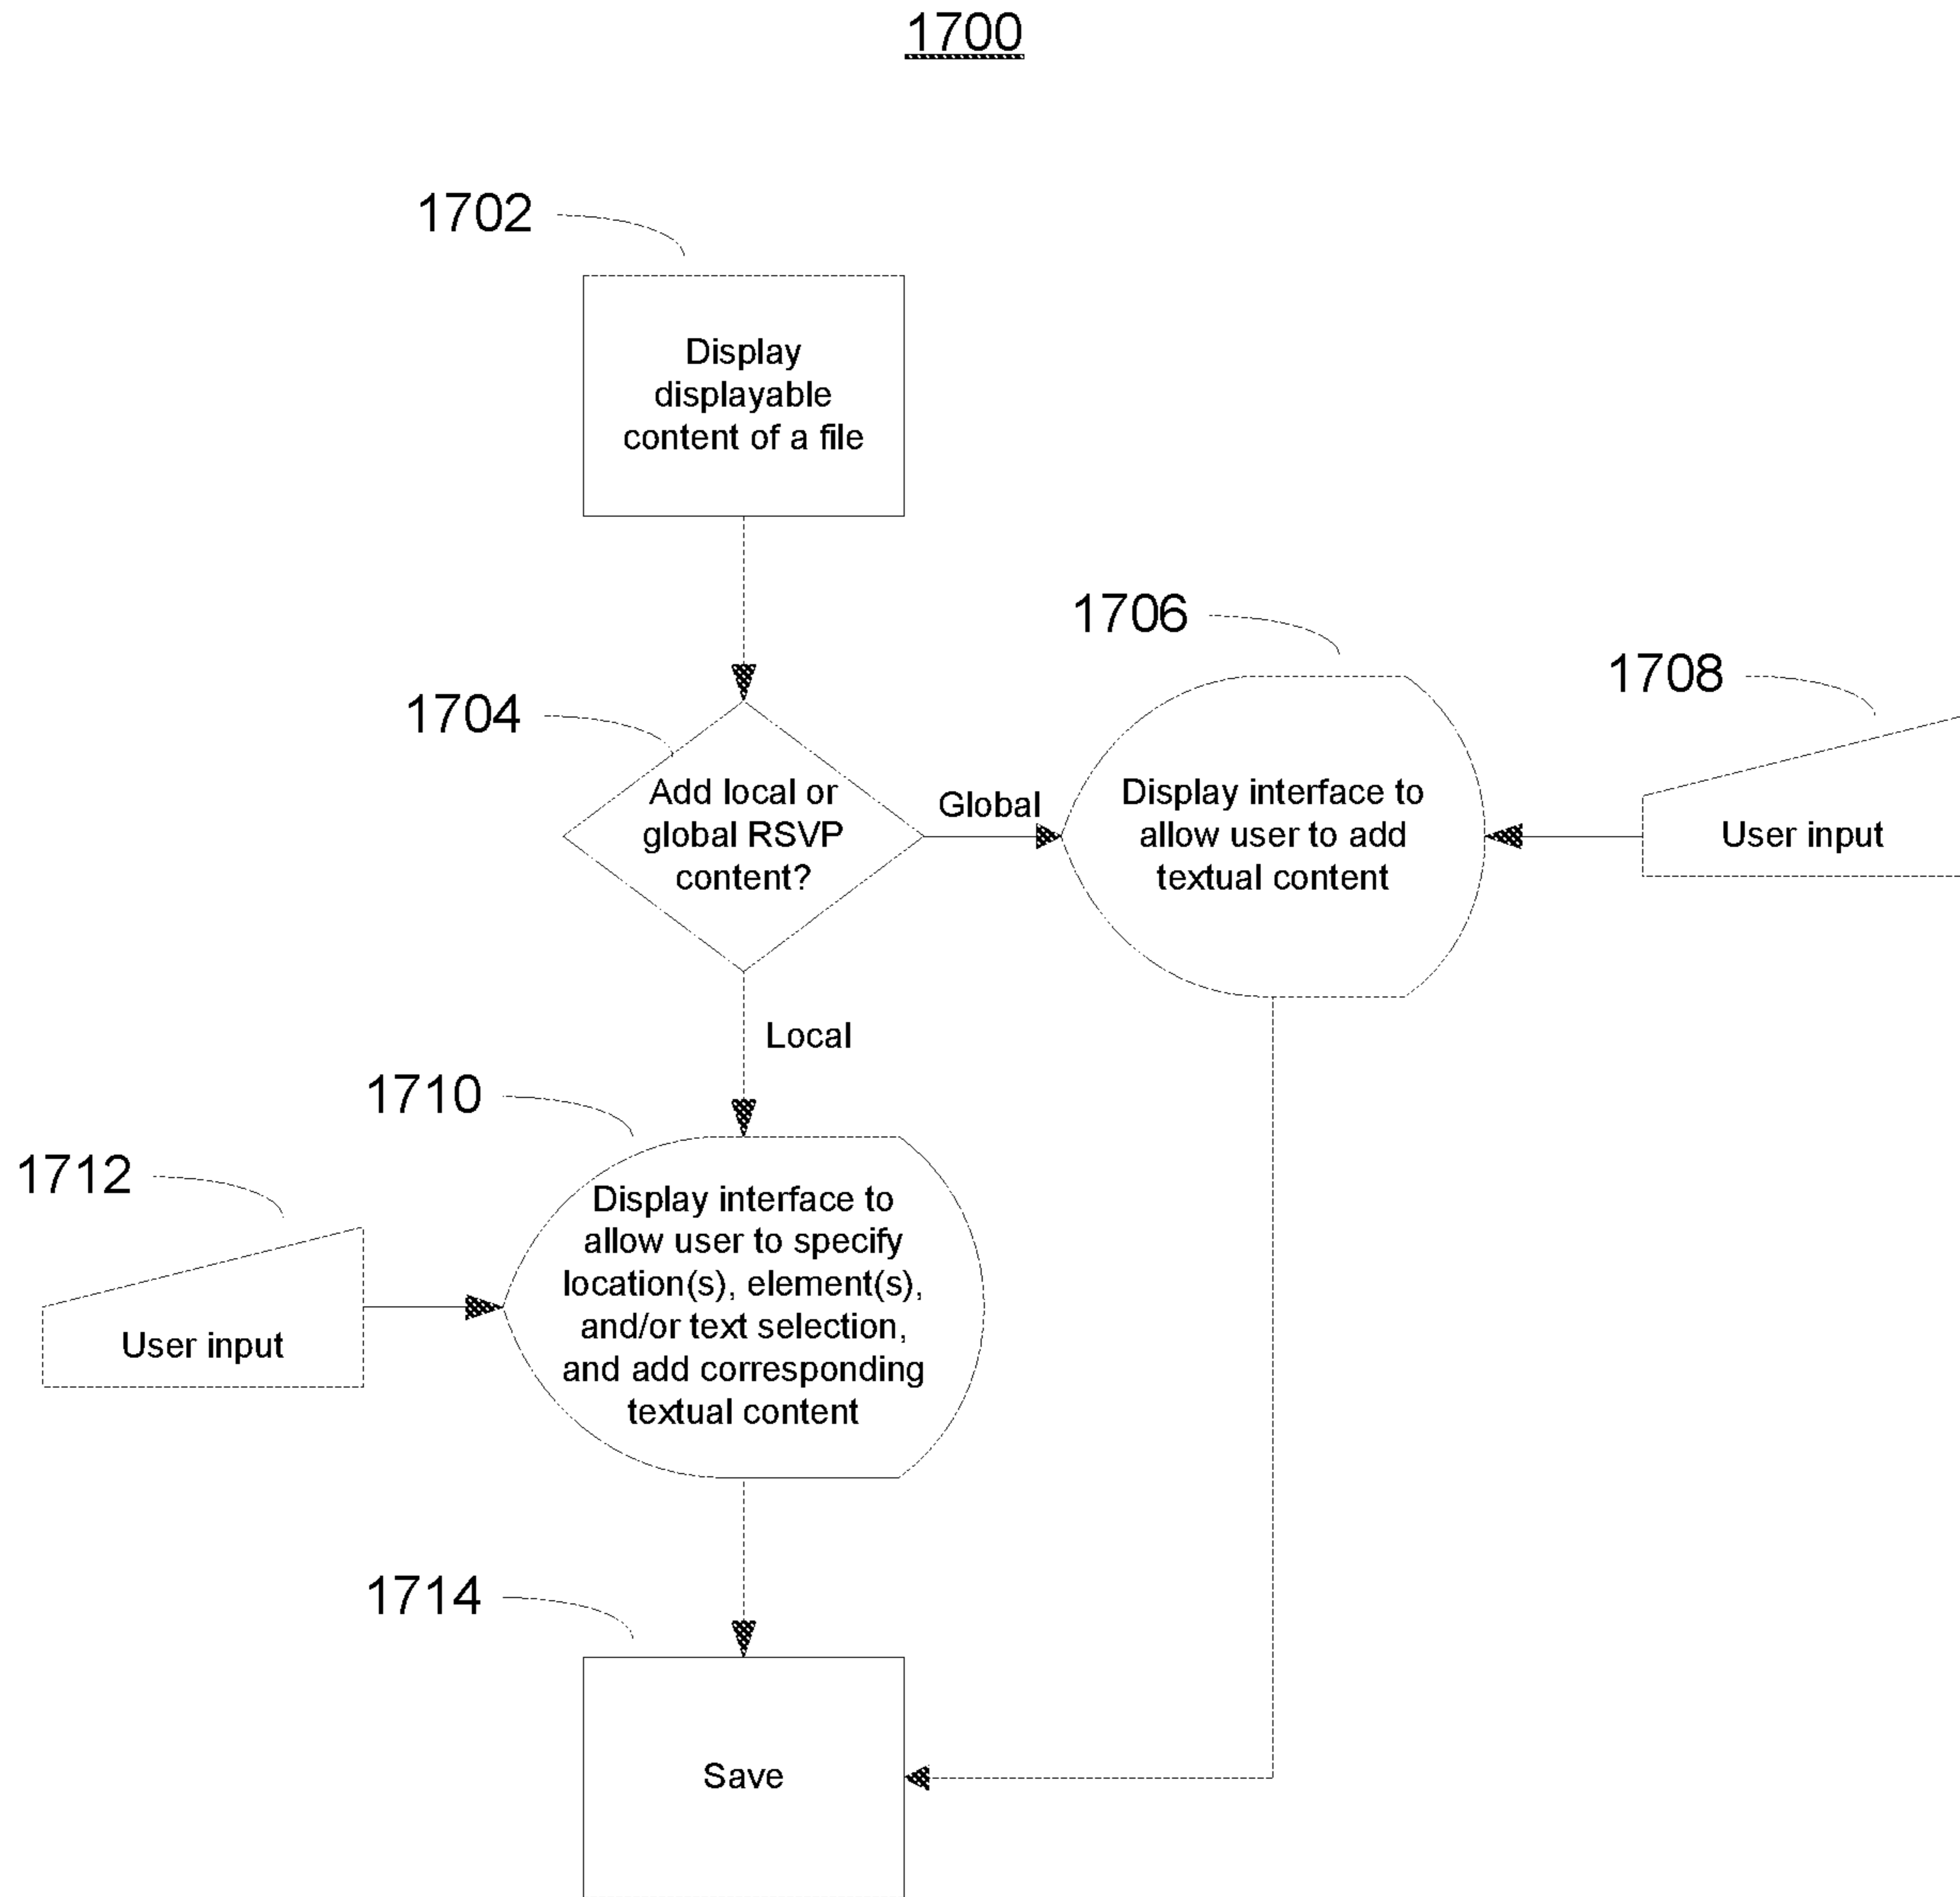 1700
1702
Display
displayable
content of a file
1704
Add local or
global RSVP
content?
Global
1706
Display interface to
allow user to add
textual content
1708
User input
Local
1710
Display interface to
allow user to specify
location(s), element(s),
and/or text selection,
and add corresponding
textual content
1712
User input
1714
Save